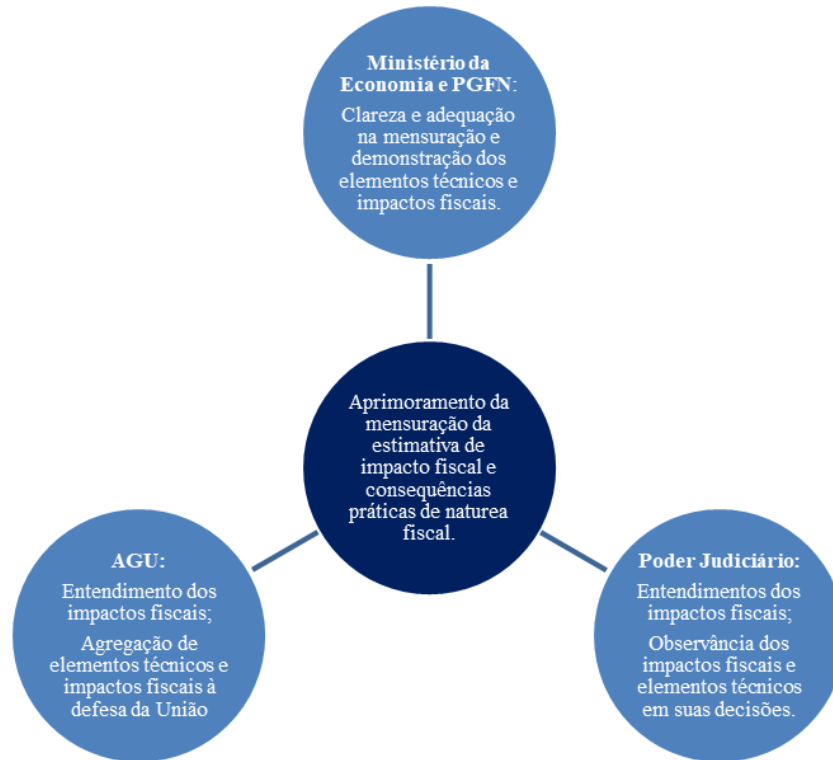 Ministério da
Economia e PGFN:
Clareza e adequação
na mensuração e
demonstração dos
elementos técnicos e
impactos fiscais.
Aprimoramento da
mensuração da
estimativa de
impacto fiscal e
consequências
práticas de naturea
fiscal.
AGU:
Entendimento dos
impactos fiscais;
Agregação de
elementos técnicos e
impactos fiscais à
defesa da União
Poder Judiciário:
Entendimentos dos
impactos fiscais;
Observância dos
impactos fiscais e
elementos técnicos
em suas decisões.